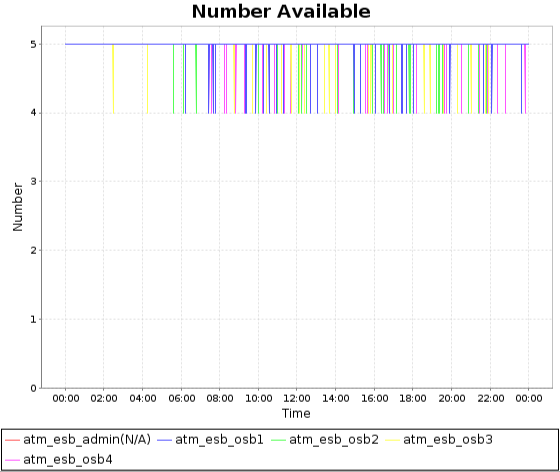 Number Available
5
4
3
2
1
0
Number
00:00 02:00 04:00 06:00 08:00 10:00 12:00 14:00 16:00 18:00 20:00 22:00 00:00
Time
atm_esb_admin(N/A) atm_esb_osb1 atm_esb_osb2 atm_esb_osb3
atm_esb_osb4